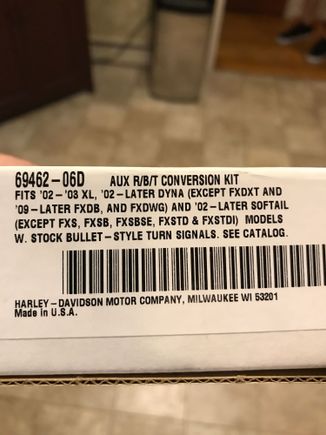 69462-06D AUX R/B/T CONVERSION KIT
FITS '02-'03 XL, '02-LATER DYNA (EXCEPT FXDXT AND
'09-LATER FXDB, AND FXDWG) AND '02-LATER SOFTAIL
(EXCEPT FXS, FXSB, FXSBSE, FXSTD & FXSTDI) MODELS
W. STOCK BULLET-STYLE TURN SIGNALS. SEE CATALOG.
HARLEY-DAVIDSON MOTOR COMPANY, MILWAUKEE WI 53201
Made in U.S.A.